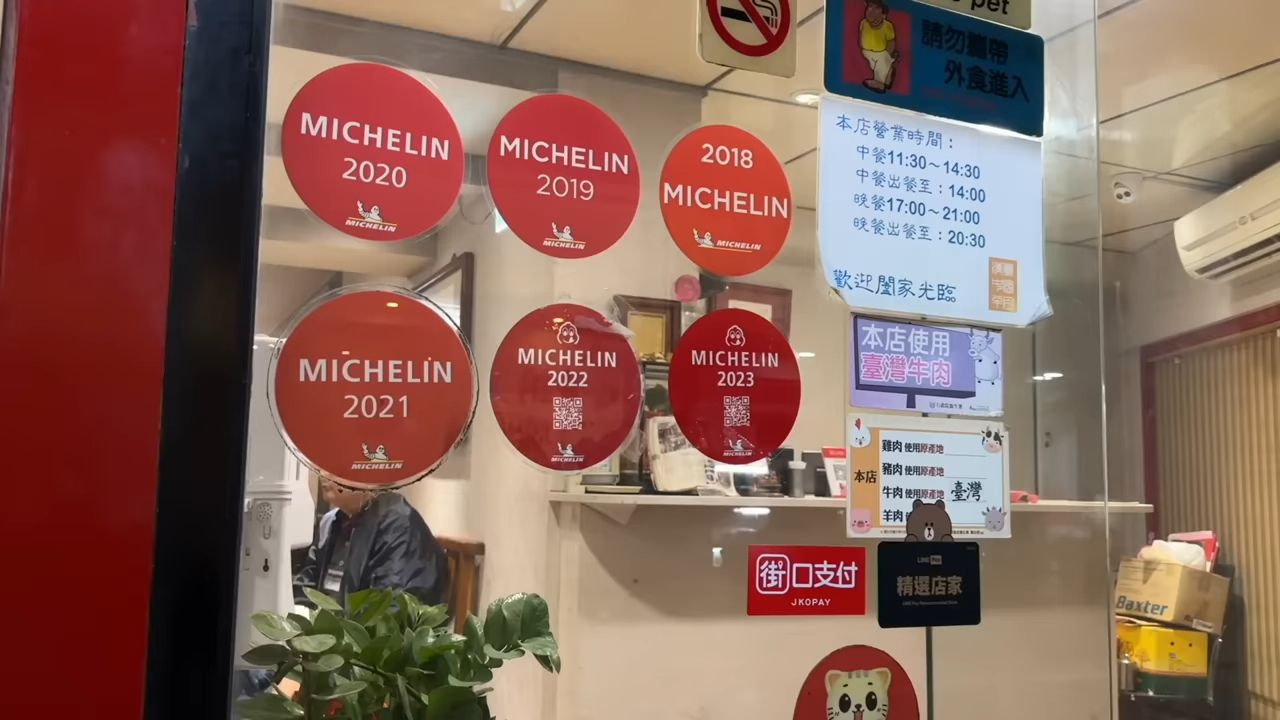 MICHELIN
2020
MICHELIN
MICHELIN
2019
MICHELIN
2018
MICHELIN
MICHELIN
MICHELIN
2021
MICHELIN
MICHELIN
2022
MICHELIN
MICHELIN
2023
MICHELIN
pet
請勿攜帶
外食進入
本店營業時間：
中餐11:30～14:30
中餐出餐至：14:00
晚餐17:00～21:00
晚餐出餐至：20:30
歡迎闔家光臨
本店使用
臺灣牛肉
本店
雞肉 使用原產地
豬肉 使用原產地
牛肉 使用原產地 臺灣
羊肉
街口支付
JKOPAY
LINE Pay
精選店家
Baxter